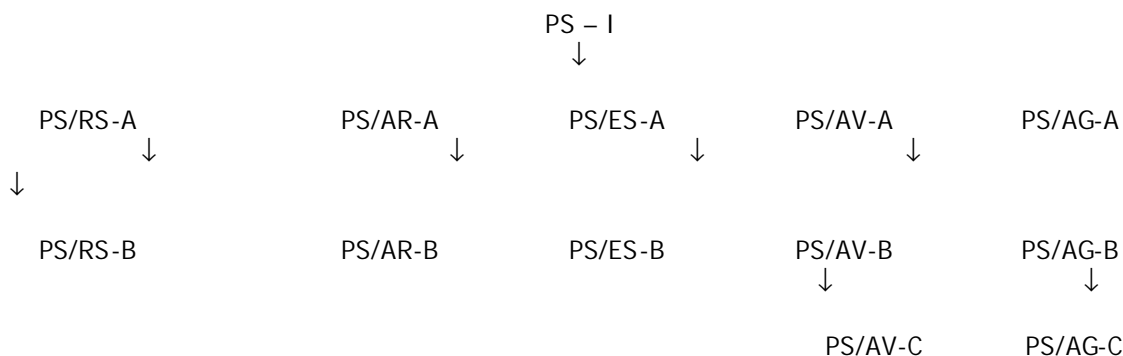 PS – I
↓
PS/RS-A PS/AR-A PS/ES-A PS/AV-A PS/AG-A
↓ ↓ ↓ ↓
↓
PS/RS-B PS/AR-B PS/ES-B PS/AV-B PS/AG-B
↓ ↓
PS/AV-C PS/AG-C